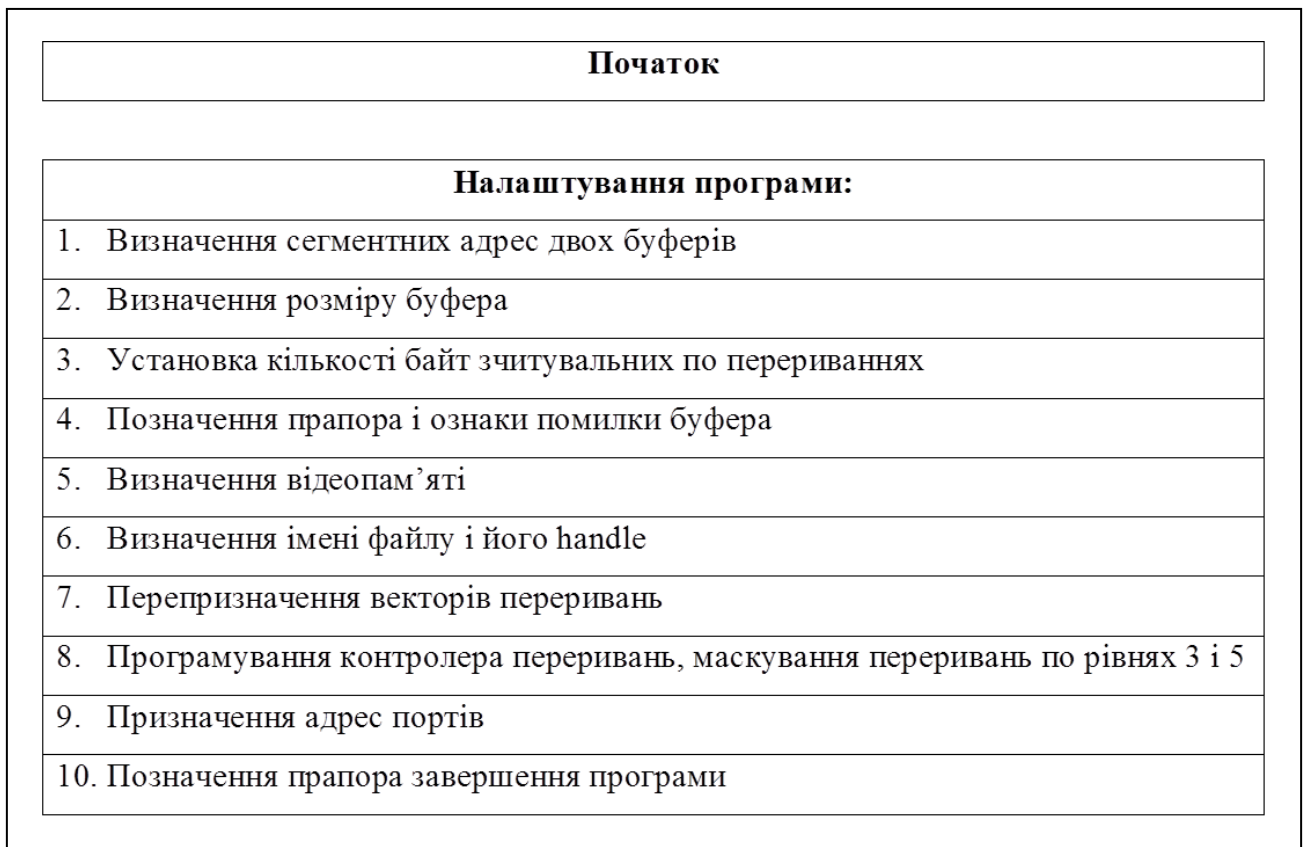 Початок
Налаштування програми:
1. Визначення сегментних адрес двох буферів
2. Визначення розміру буфера
3. Установка кількості байт зчитувальних по перериваннях
4. Позначення прапора і ознаки помилки буфера
5. Визначення відеопам’яті
6. Визначення імені файлу і його handle
7. Перепризначення векторів переривань
8. Програмування контролера переривань, маскування переривань по рівнях 3 і 5
9. Призначення адрес портів
10. Позначення прапора завершення програми